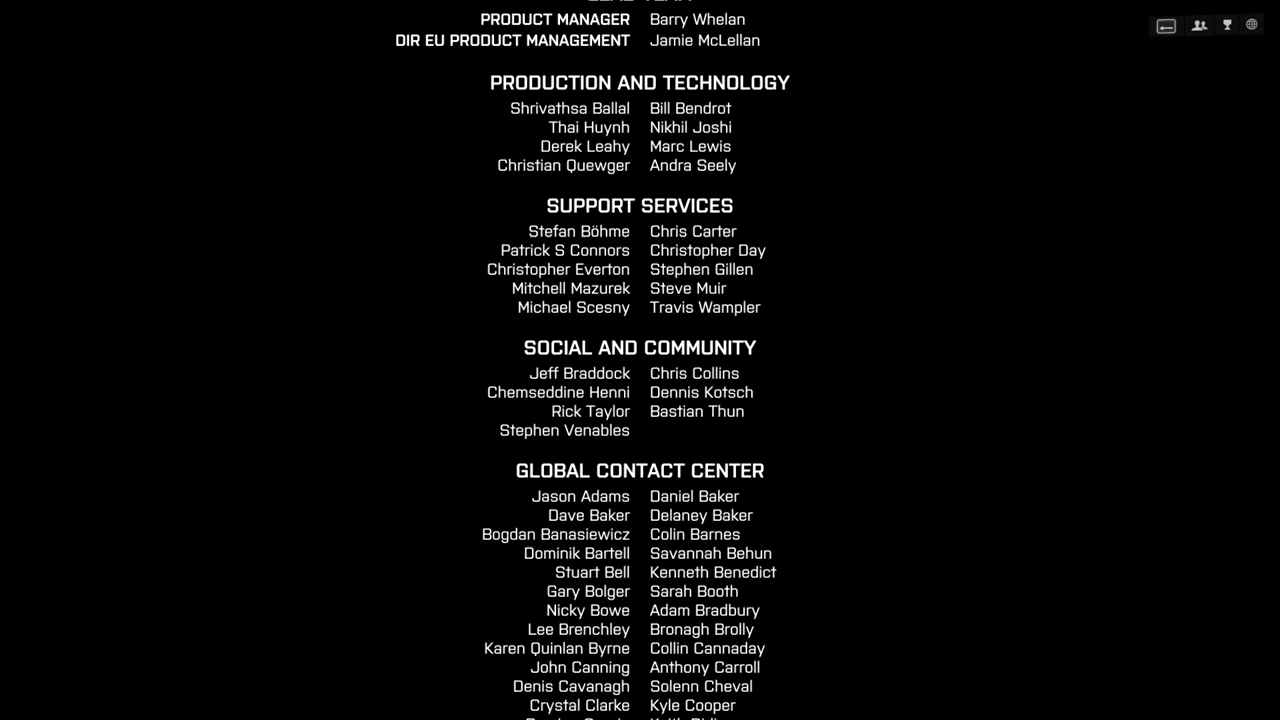 PRODUCT MANAGER Barry Whelan
DIR EU PRODUCT MANAGEMENT Jamie McLellan
PRODUCTION AND TECHNOLOGY
Shrivathsa Ballal Bill Bendrot
Thai Huynh Nikhil Joshi
Derek Leahy Marc Lewis
Christian Quewger Andra Seely
SUPPORT SERVICES
Stefan Böhme Chris Carter
Patrick S Connors Christopher Day
Christopher Everton Stephen Gillen
Mitchell Mazurek Steve Muir
Michael Scesny Travis Wampler
SOCIAL AND COMMUNITY
Jeff Braddock Chris Collins
Chemseddine Henni Dennis Kotsch
Rick Taylor Bastian Thun
Stephen Venables
GLOBAL CONTACT CENTER
Jason Adams Daniel Baker
Dave Baker Delaney Baker
Bogdan Banasiewicz Colin Barnes
Dominik Bartell Savannah Behun
Stuart Bell Kenneth Benedict
Gary Bolger Sarah Booth
Nicky Bowe Adam Bradbury
Lee Brenchley Bronagh Brolly
Karen Quinlan Byrne Collin Cannaday
John Canning Anthony Carroll
Denis Cavanagh Solenn Cheval
Crystal Clarke Kyle Cooper